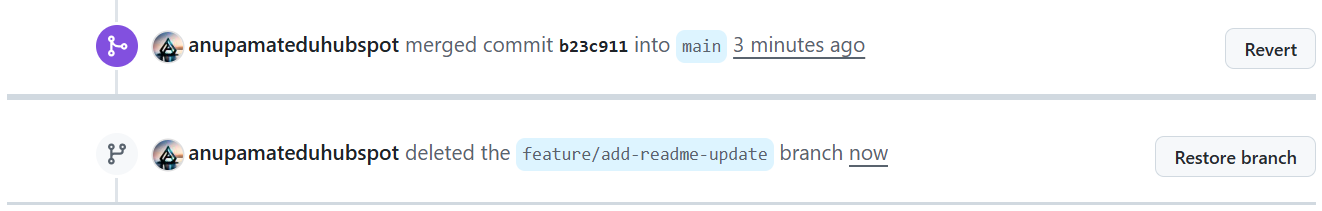 anupamateduhubspot merged commit b23c911 into main 3 minutes ago
Revert
anupamateduhubspot deleted the feature/add-readme-update branch now
Restore branch